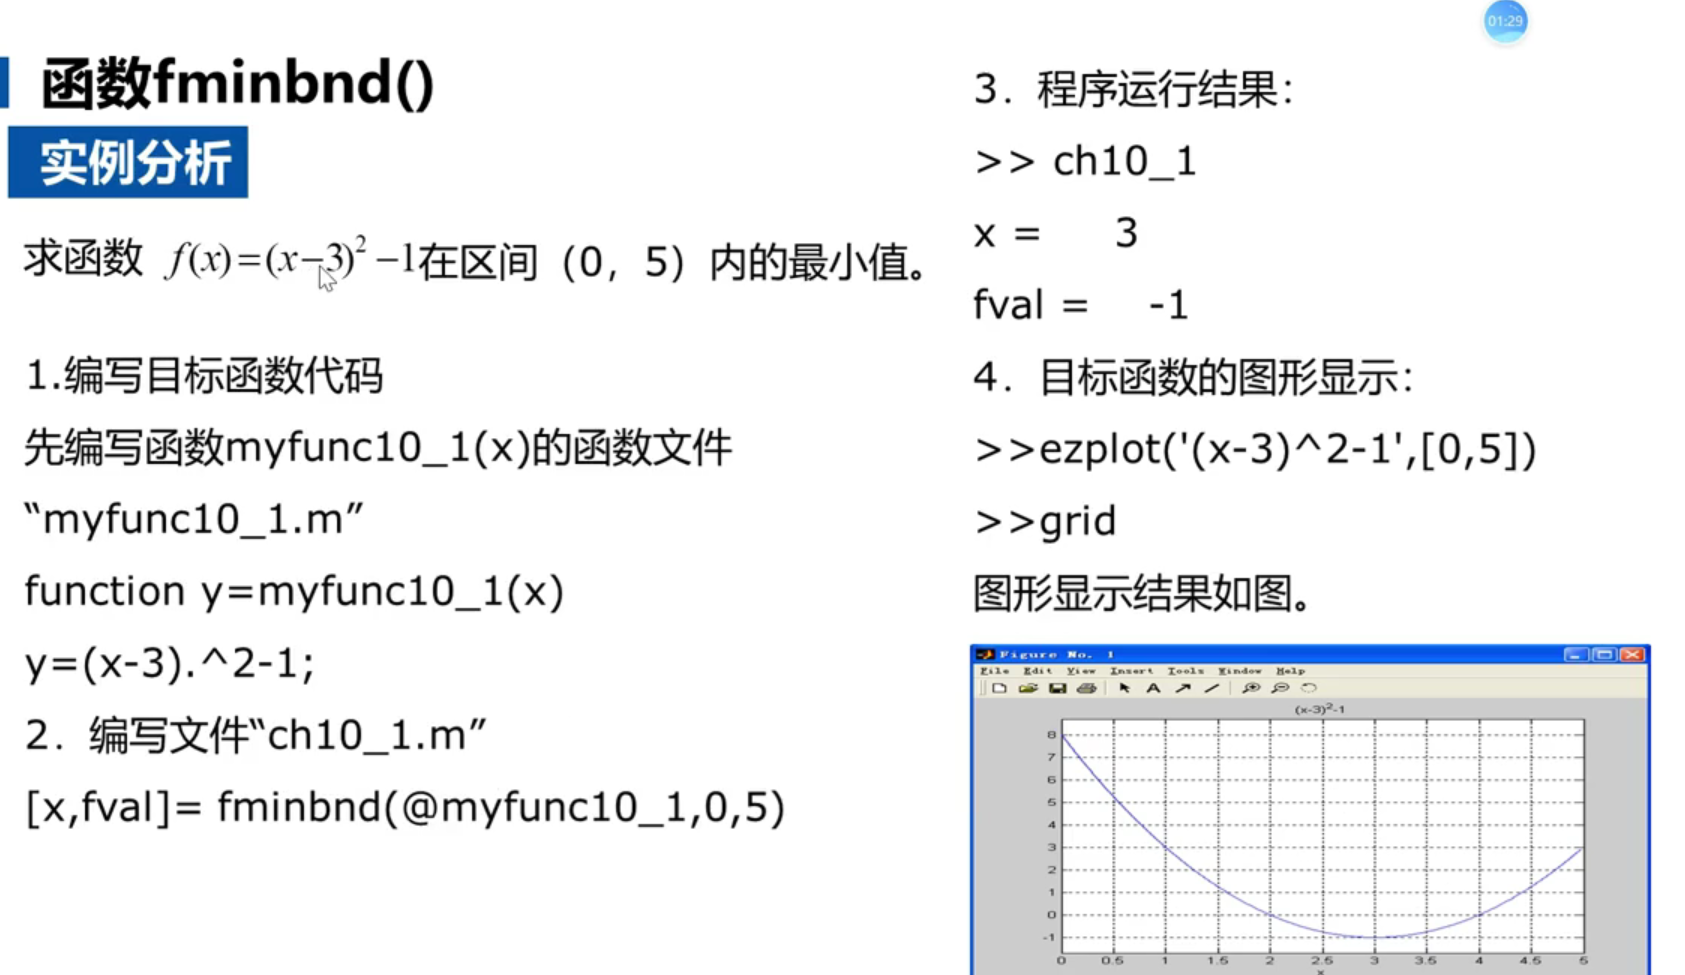 01:29
函数fminbnd()
实例分析
求函数 f(x)=(x−3)² −1在区间（0，5）内的最小值。
1.编写目标函数代码
先编写函数myfunc10_1(x)的函数文件
“myfunc10_1.m”
function y=myfunc10_1(x)
y=(x-3).^2-1;
2．编写文件“ch10_1.m”
[x,fval]= fminbnd(@myfunc10_1,0,5)
3．程序运行结果：
>> ch10_1
x = 3
fval = -1
4．目标函数的图形显示：
>>ezplot('(x-3)^2-1',[0,5])
>>grid
图形显示结果如图。
Figure No. 1
File Edit View Insert Tools Window Help
(x-3)²-1
8
7
6
5
4
3
2
1
0
-1
0 0.5 1 1.5 2 2.5 3 3.5 4 4.5 5
x